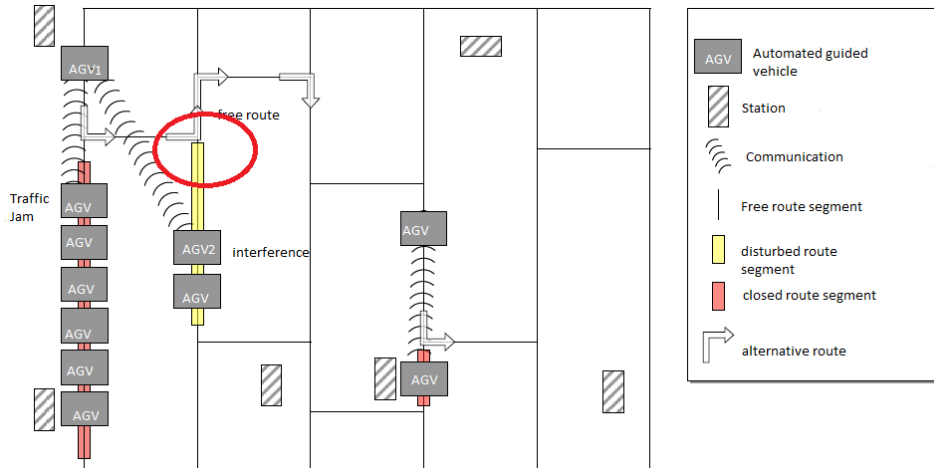 AGV1
free route
Traffic
Jam
AGV
AGV
AGV
AGV
AGV
AGV
AGV2
interference
AGV
AGV
AGV
AGV
Automated guided
vehicle
Station
Communication
Free route segment
disturbed route
segment
closed route segment
alternative route